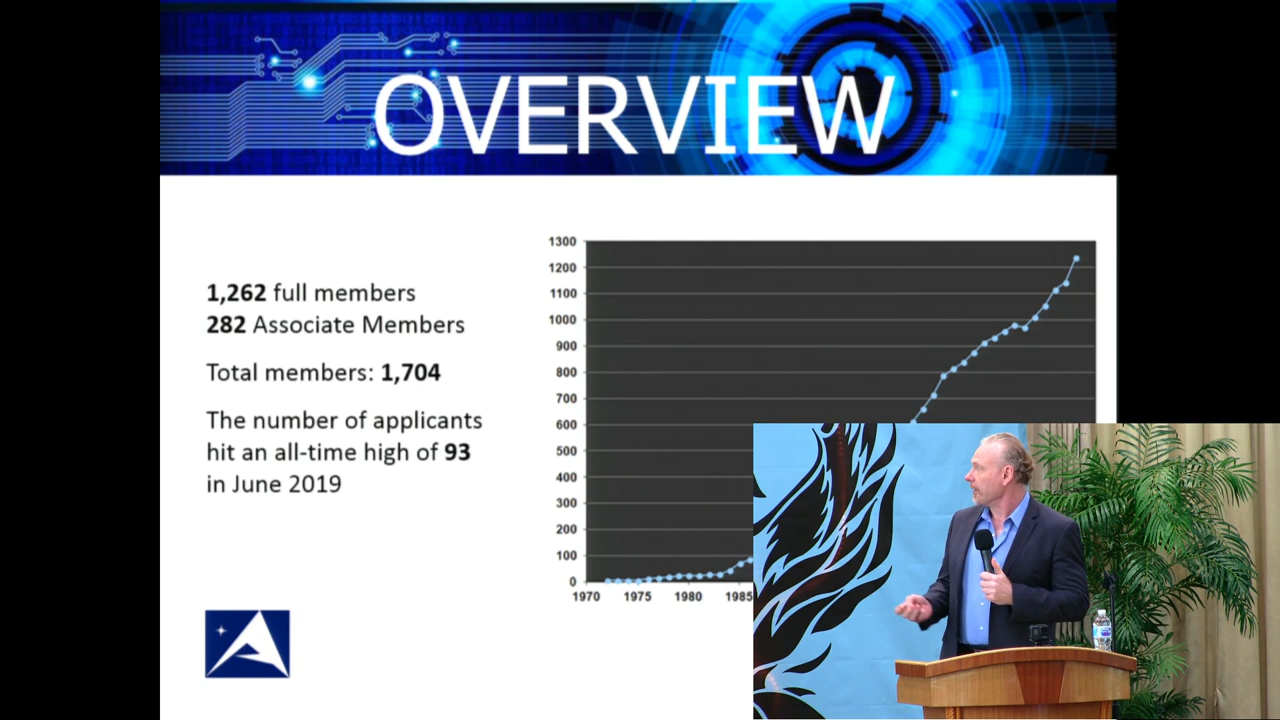 OVERVIEW
1,262 full members
282 Associate Members
Total members: 1,704
The number of applicants
hit an all-time high of 93
in June 2019
1300
1200
1100
1000
900
800
700
600
500
400
300
200
100
0
1970 1975 1980 1985